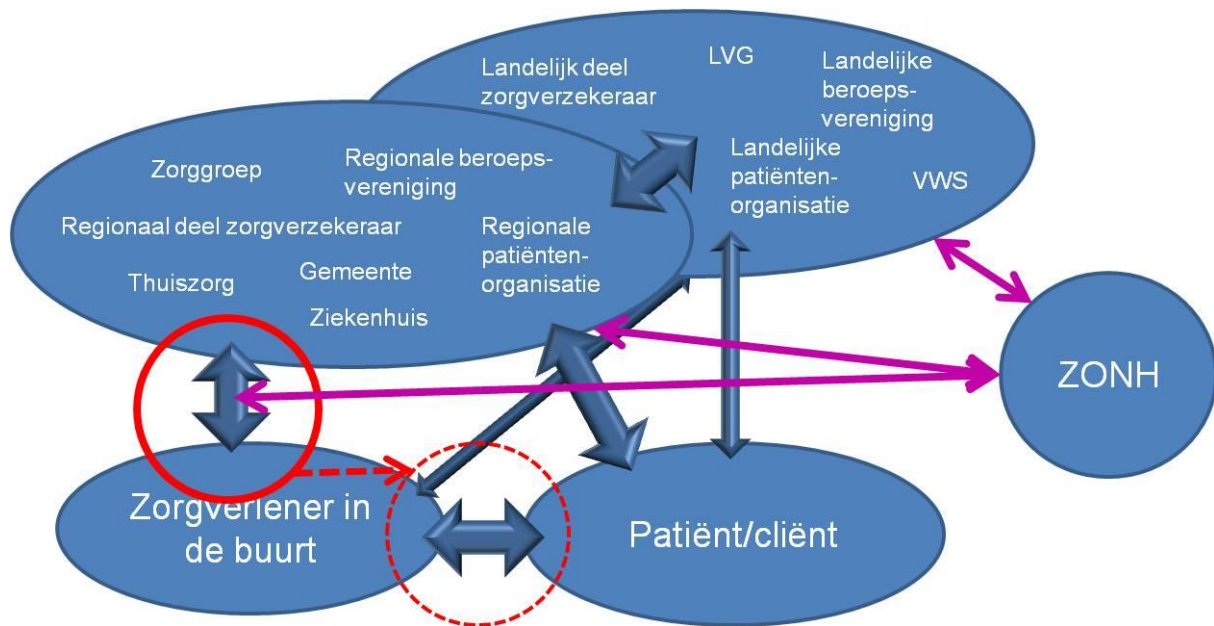 Landelijk deel
zorgverzekeraar
LVG
Landelijke
beroeps-
vereniging
Landelijke
patiënten-
organisatie
VWS
Zorggroep
Regionale beroeps-
vereniging
Regionaal deel zorgverzekeraar
Regionale
patiënten-
organisatie
Thuiszorg
Gemeente
Ziekenhuis
ZONH
Zorgverlener in
de buurt
Patiënt/cliënt